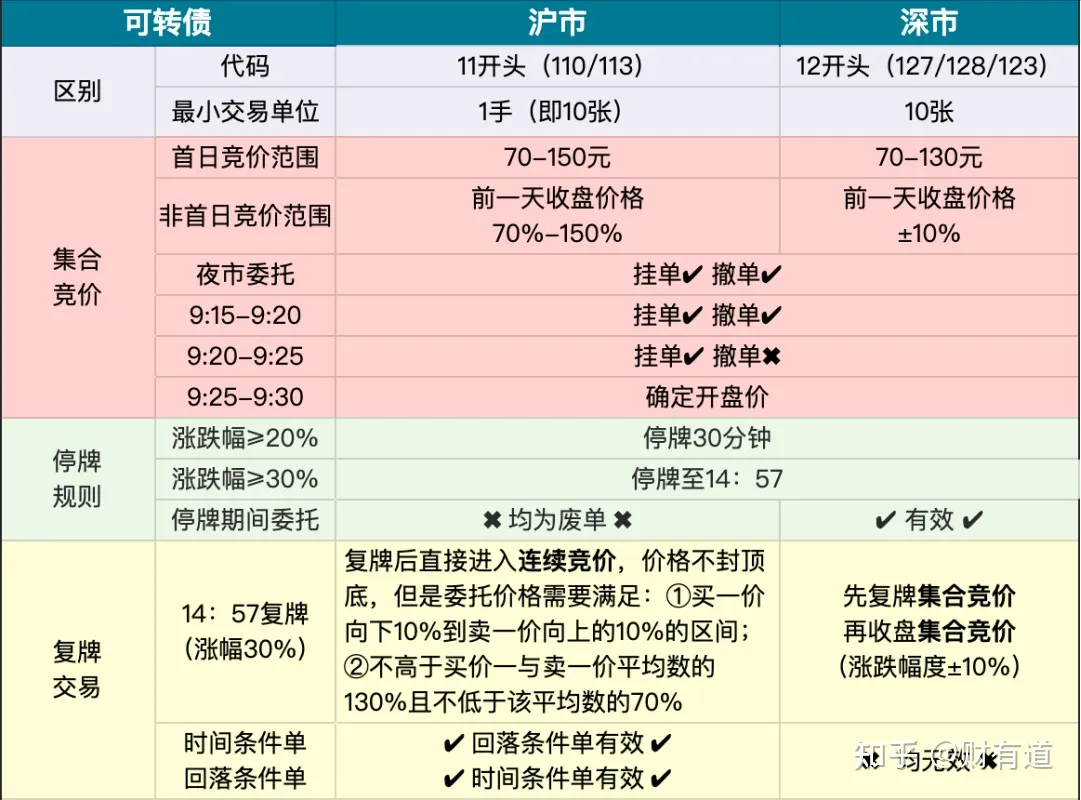 可转债 沪市 深市
区别
代码 11开头（110/113） 12开头（127/128/123）
最小交易单位 1手（即10张） 10张
集合
竞价
首日竞价范围 70-150元 70-130元
非首日竞价范围
前一天收盘价格
70%-150%
前一天收盘价格
±10%
夜市委托 挂单✔ 撤单✔
9:15-9:20 挂单✔ 撤单✔
9:20-9:25 挂单✔ 撤单✖
9:25-9:30 确定开盘价
停牌
规则
涨跌幅≥20% 停牌30分钟
涨跌幅≥30% 停牌至14：57
停牌期间委托 ✖ 均为废单 ✖ ✔ 有效 ✔
复牌
交易
14：57复牌
（涨幅30%）
复牌后直接进入连续竞价，价格不封顶
底，但是委托价格需要满足：①买一价
向下10%到卖一价向上的10%的区间；
②不高于买价一与卖一价平均数的
130%且不低于该平均数的70%
先复牌集合竞价
再收盘集合竞价
（涨跌幅度±10%）
时间条件单
回落条件单
✔ 回落条件单有效 ✔
✔ 时间条件单有效 ✔
✖ 均无效 ✖
知乎 @财有道